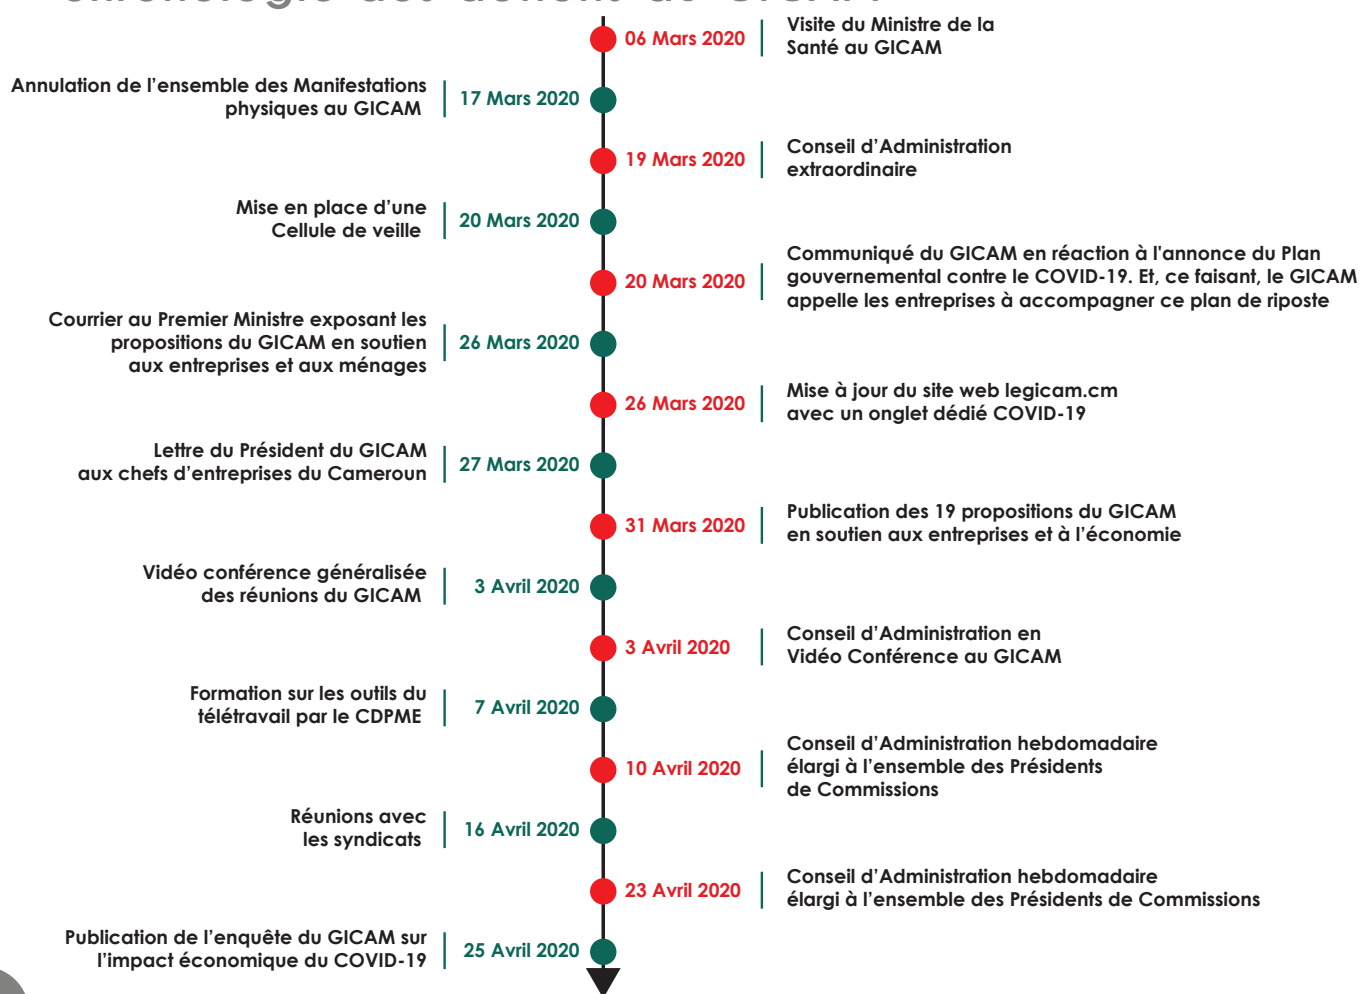 06 Mars 2020
Visite du Ministre de la
Santé au GICAM
Annulation de l'ensemble des Manifestations
physiques au GICAM
17 Mars 2020
19 Mars 2020
Conseil d'Administration
extraordinaire
Mise en place d'une
Cellule de veille
20 Mars 2020
20 Mars 2020
Communiqué du GICAM en réaction à l'annonce du Plan
gouvernemental contre le COVID-19. Et, ce faisant, le GICAM
appelle les entreprises à accompagner ce plan de riposte
Courrier au Premier Ministre exposant les
propositions du GICAM en soutien
aux entreprises et aux ménages
26 Mars 2020
26 Mars 2020
Mise à jour du site web legicam.cm
avec un onglet dédié COVID-19
Lettre du Président du GICAM
aux chefs d'entreprises du Cameroun
27 Mars 2020
31 Mars 2020
Publication des 19 propositions du GICAM
en soutien aux entreprises et à l'économie
Vidéo conférence généralisée
des réunions du GICAM
3 Avril 2020
3 Avril 2020
Conseil d'Administration en
Vidéo Conférence au GICAM
Formation sur les outils du
télétravail par le CDPME
7 Avril 2020
10 Avril 2020
Conseil d'Administration hebdomadaire
élargi à l'ensemble des Présidents
de Commissions
Réunions avec
les syndicats
16 Avril 2020
23 Avril 2020
Conseil d'Administration hebdomadaire
élargi à l'ensemble des Présidents de Commissions
Publication de l'enquête du GICAM sur
l'impact économique du COVID-19
25 Avril 2020